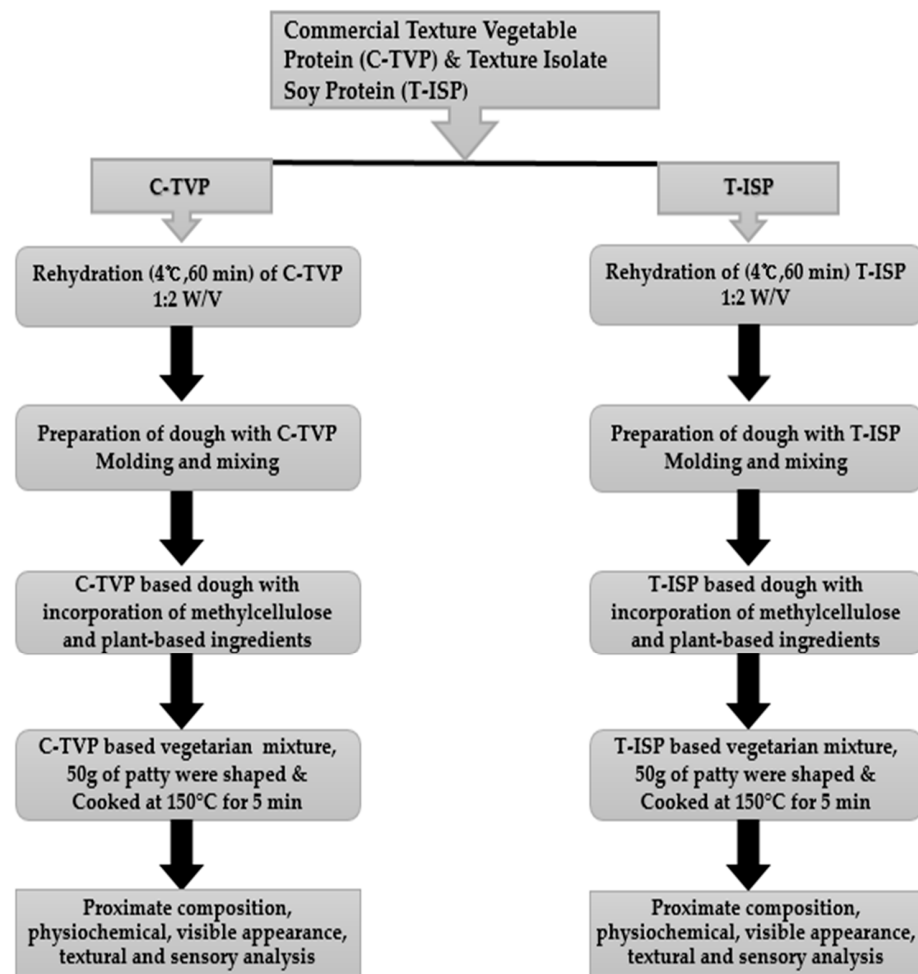 Commercial Texture Vegetable
Protein (C-TVP) & Texture Isolate
Soy Protein (T-ISP)
C-TVP
Rehydration (4℃,60 min) of C-TVP
1:2 W/V
Preparation of dough with C-TVP
Molding and mixing
C-TVP based dough with
incorporation of methylcellulose
and plant-based ingredients
C-TVP based vegetarian mixture,
50g of patty were shaped &
Cooked at 150°C for 5 min
Proximate composition,
physiochemical, visible appearance,
textural and sensory analysis
T-ISP
Rehydration of (4℃,60 min) T-ISP
1:2 W/V
Preparation of dough with T-ISP
Molding and mixing
T-ISP based dough with
incorporation of methylcellulose
and plant-based ingredients
T-ISP based vegetarian mixture,
50g of patty were shaped &
Cooked at 150°C for 5 min
Proximate composition,
physiochemical, visible appearance,
textural and sensory analysis